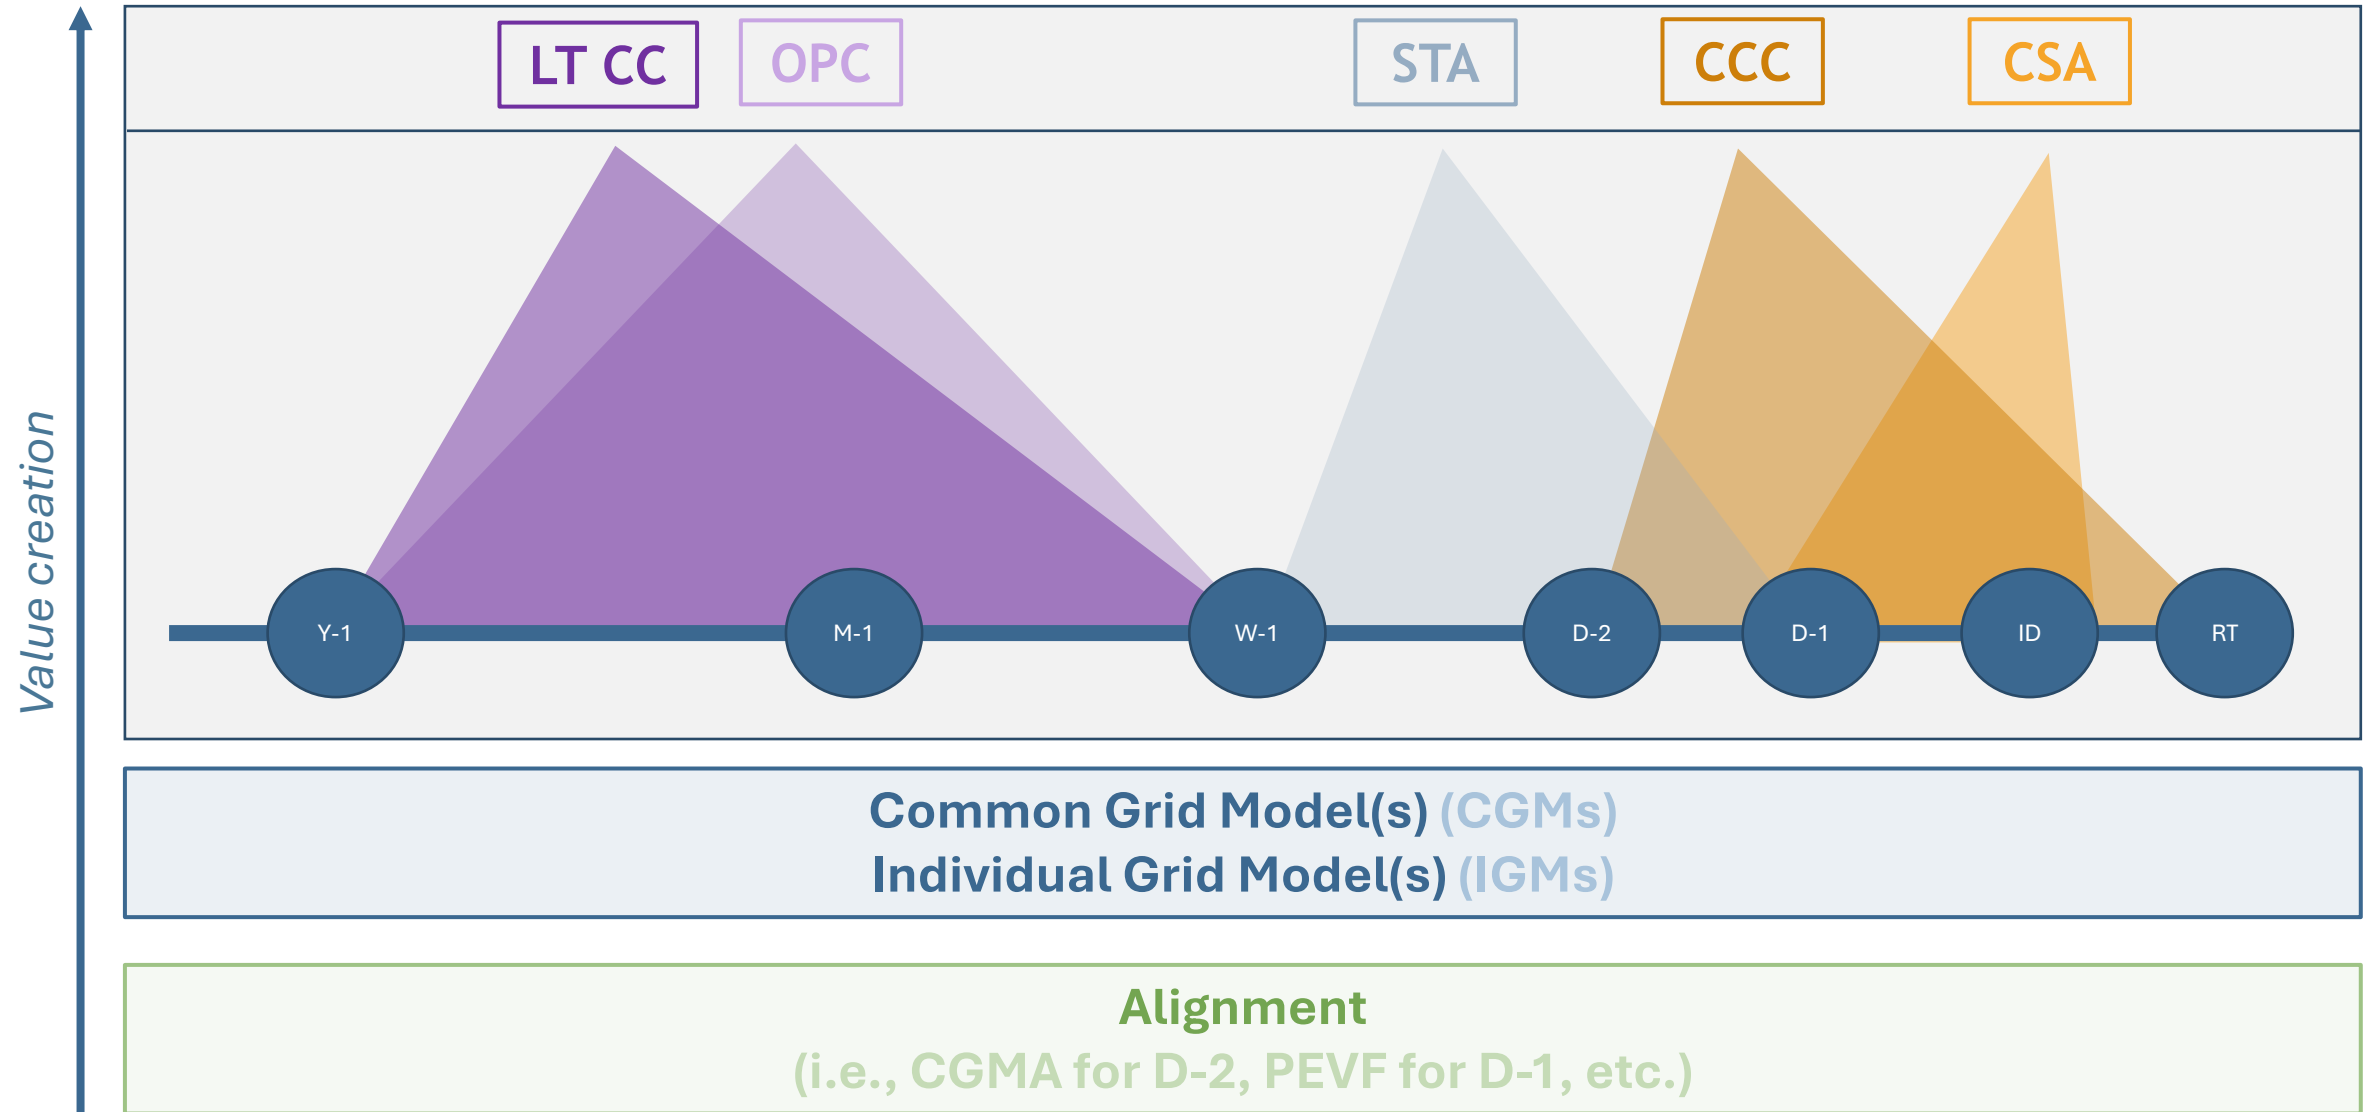 LT CC
OPC
STA
CCC
CSA
Value creation
Y-1
M-1
W-1
D-2
D-1
ID
RT
Common Grid Model(s) (CGMs)
Individual Grid Model(s) (IGMs)
Alignment
(i.e., CGMA for D-2, PEVF for D-1, etc.)